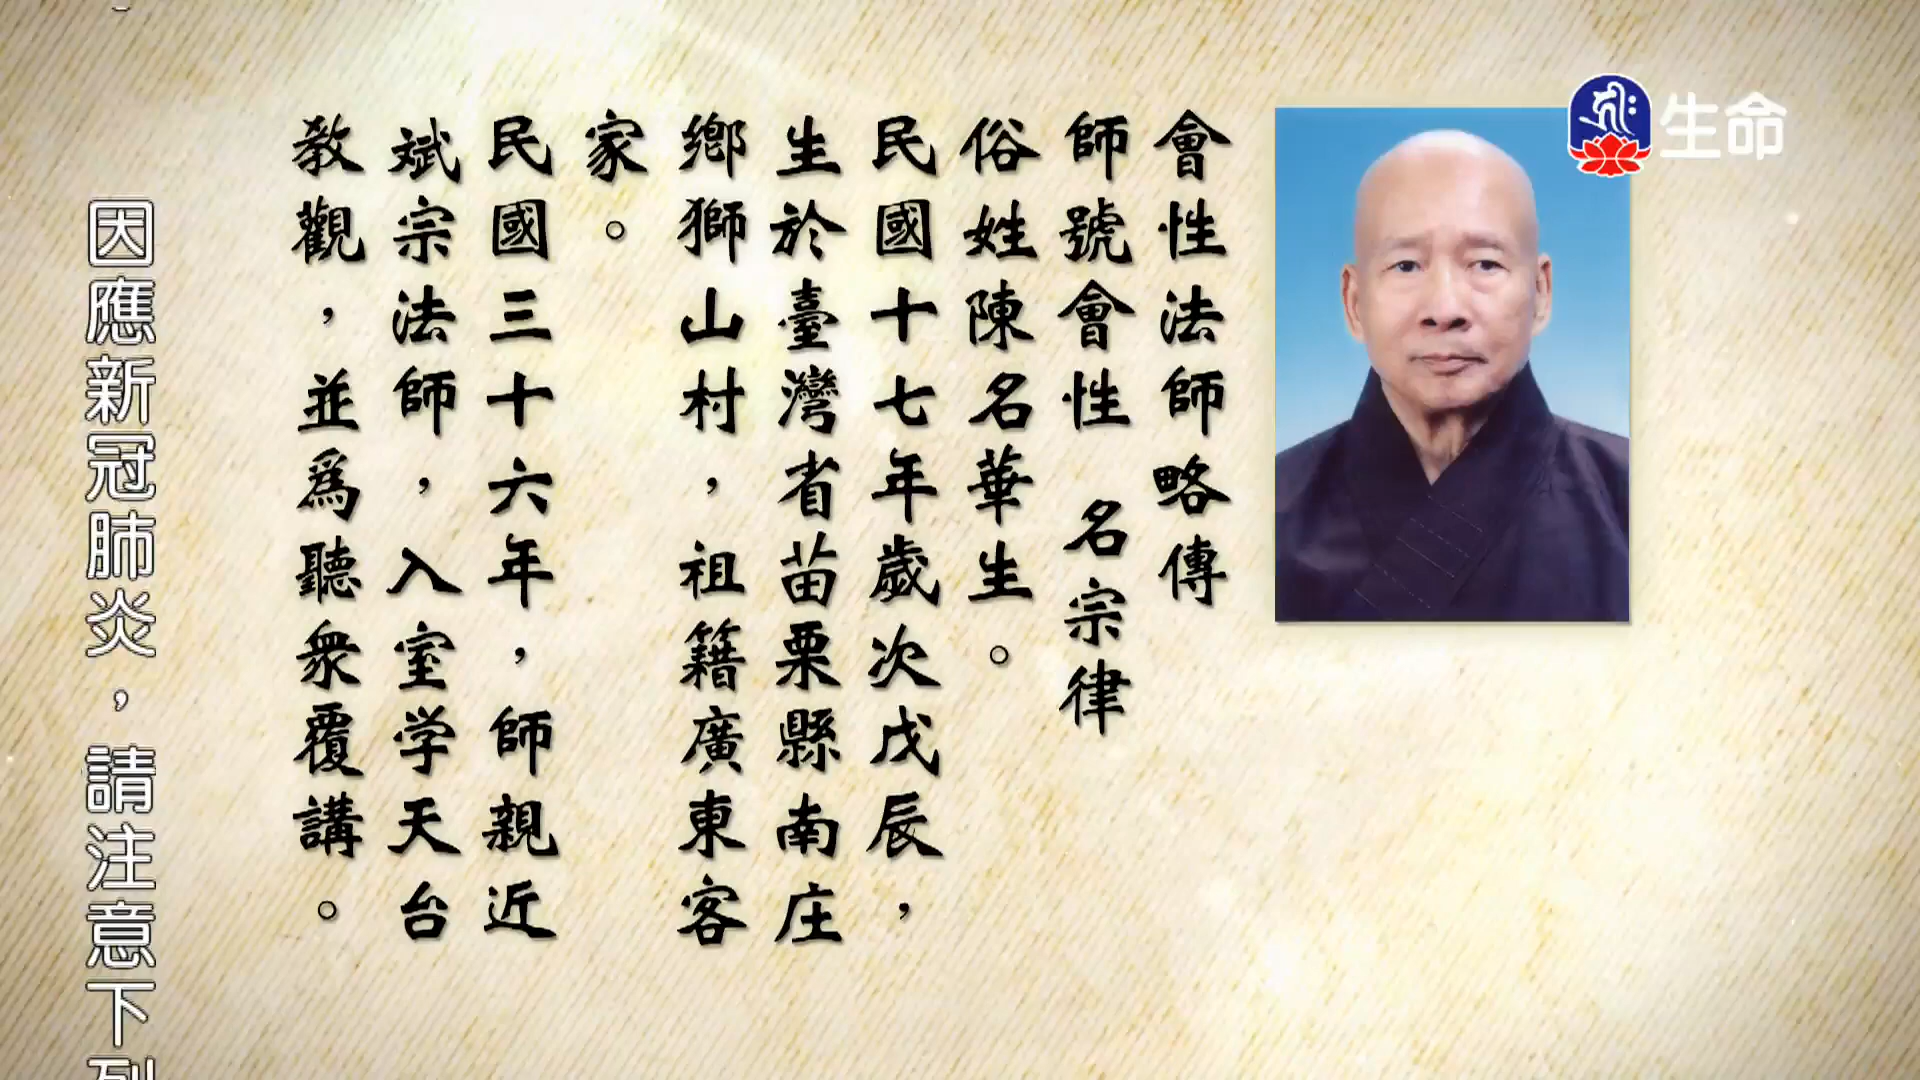 會性法師略傳
師號會性 名宗律
俗姓陳名華生。
民國十七年歲次戊辰，
生於臺灣省苗栗縣南庄
鄉獅山村，祖籍廣東客
家。
民國三十六年，師親近
斌宗法師，入室学天台
教觀，並為聽眾覆講。
生命
因應新冠肺炎，請注意下列